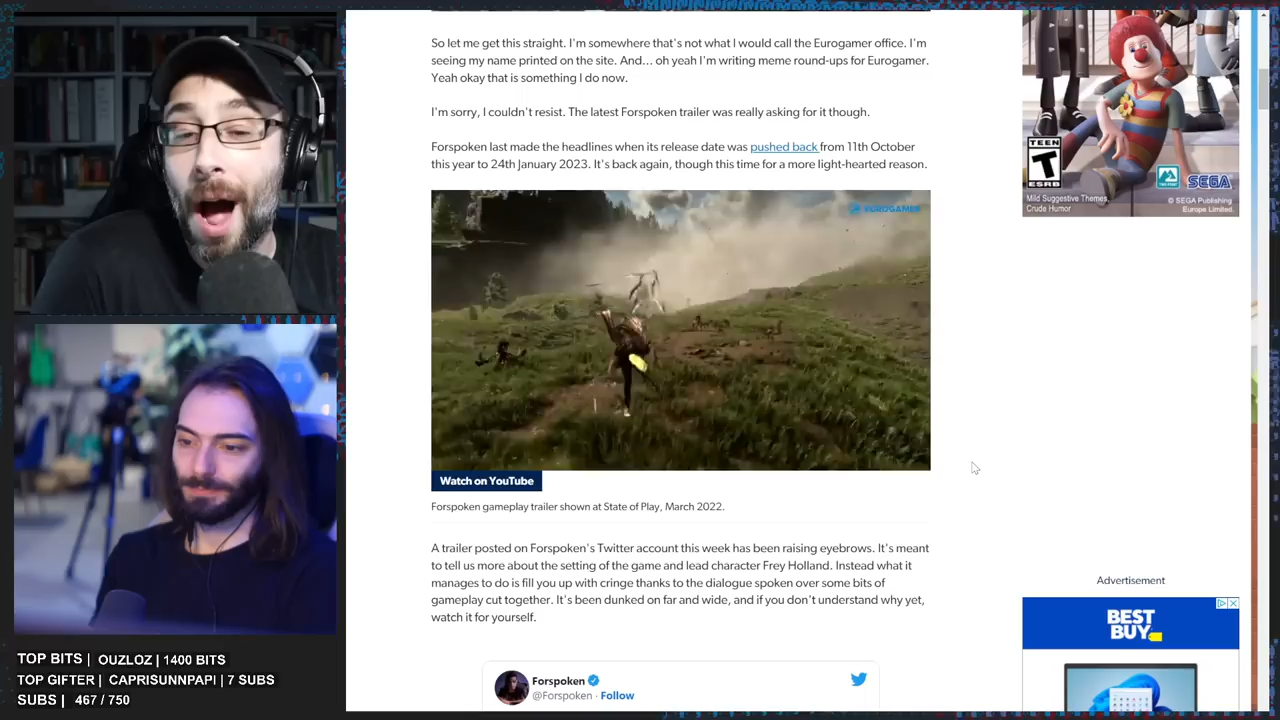 So let me get this straight. I'm somewhere that's not what I would call the Eurogamer office. I'm
seeing my name printed on the site. And... oh yeah I'm writing meme round-ups for Eurogamer.
Yeah okay that is something I do now.
I'm sorry, I couldn't resist. The latest Forspoken trailer was really asking for it though.
Forspoken last made the headlines when its release date was pushed back from 11th October
this year to 24th January 2023. It's back again, though this time for a more light-hearted reason.
EUROGAMER
Watch on YouTube
Forspoken gameplay trailer shown at State of Play, March 2022.
A trailer posted on Forspoken's Twitter account this week has been raising eyebrows. It's meant
to tell us more about the setting of the game and lead character Frey Holland. Instead what it
manages to do is fill you up with cringe thanks to the dialogue spoken over some bits of
gameplay cut together. It's been dunked on far and wide, and if you don't understand why yet,
watch it for yourself.
Forspoken
@Forspoken · Follow
TEEN
T
ESRB
Mild Suggestive Themes,
Crude Humor
SEGA
© SEGA Publishing
Europe Limited.
Advertisement
BEST
BUY
TOP BITS | OUZLOZ | 1400 BITS
TOP GIFTER | CAPRISUNNPAPI | 7 SUBS
SUBS | 467 / 750